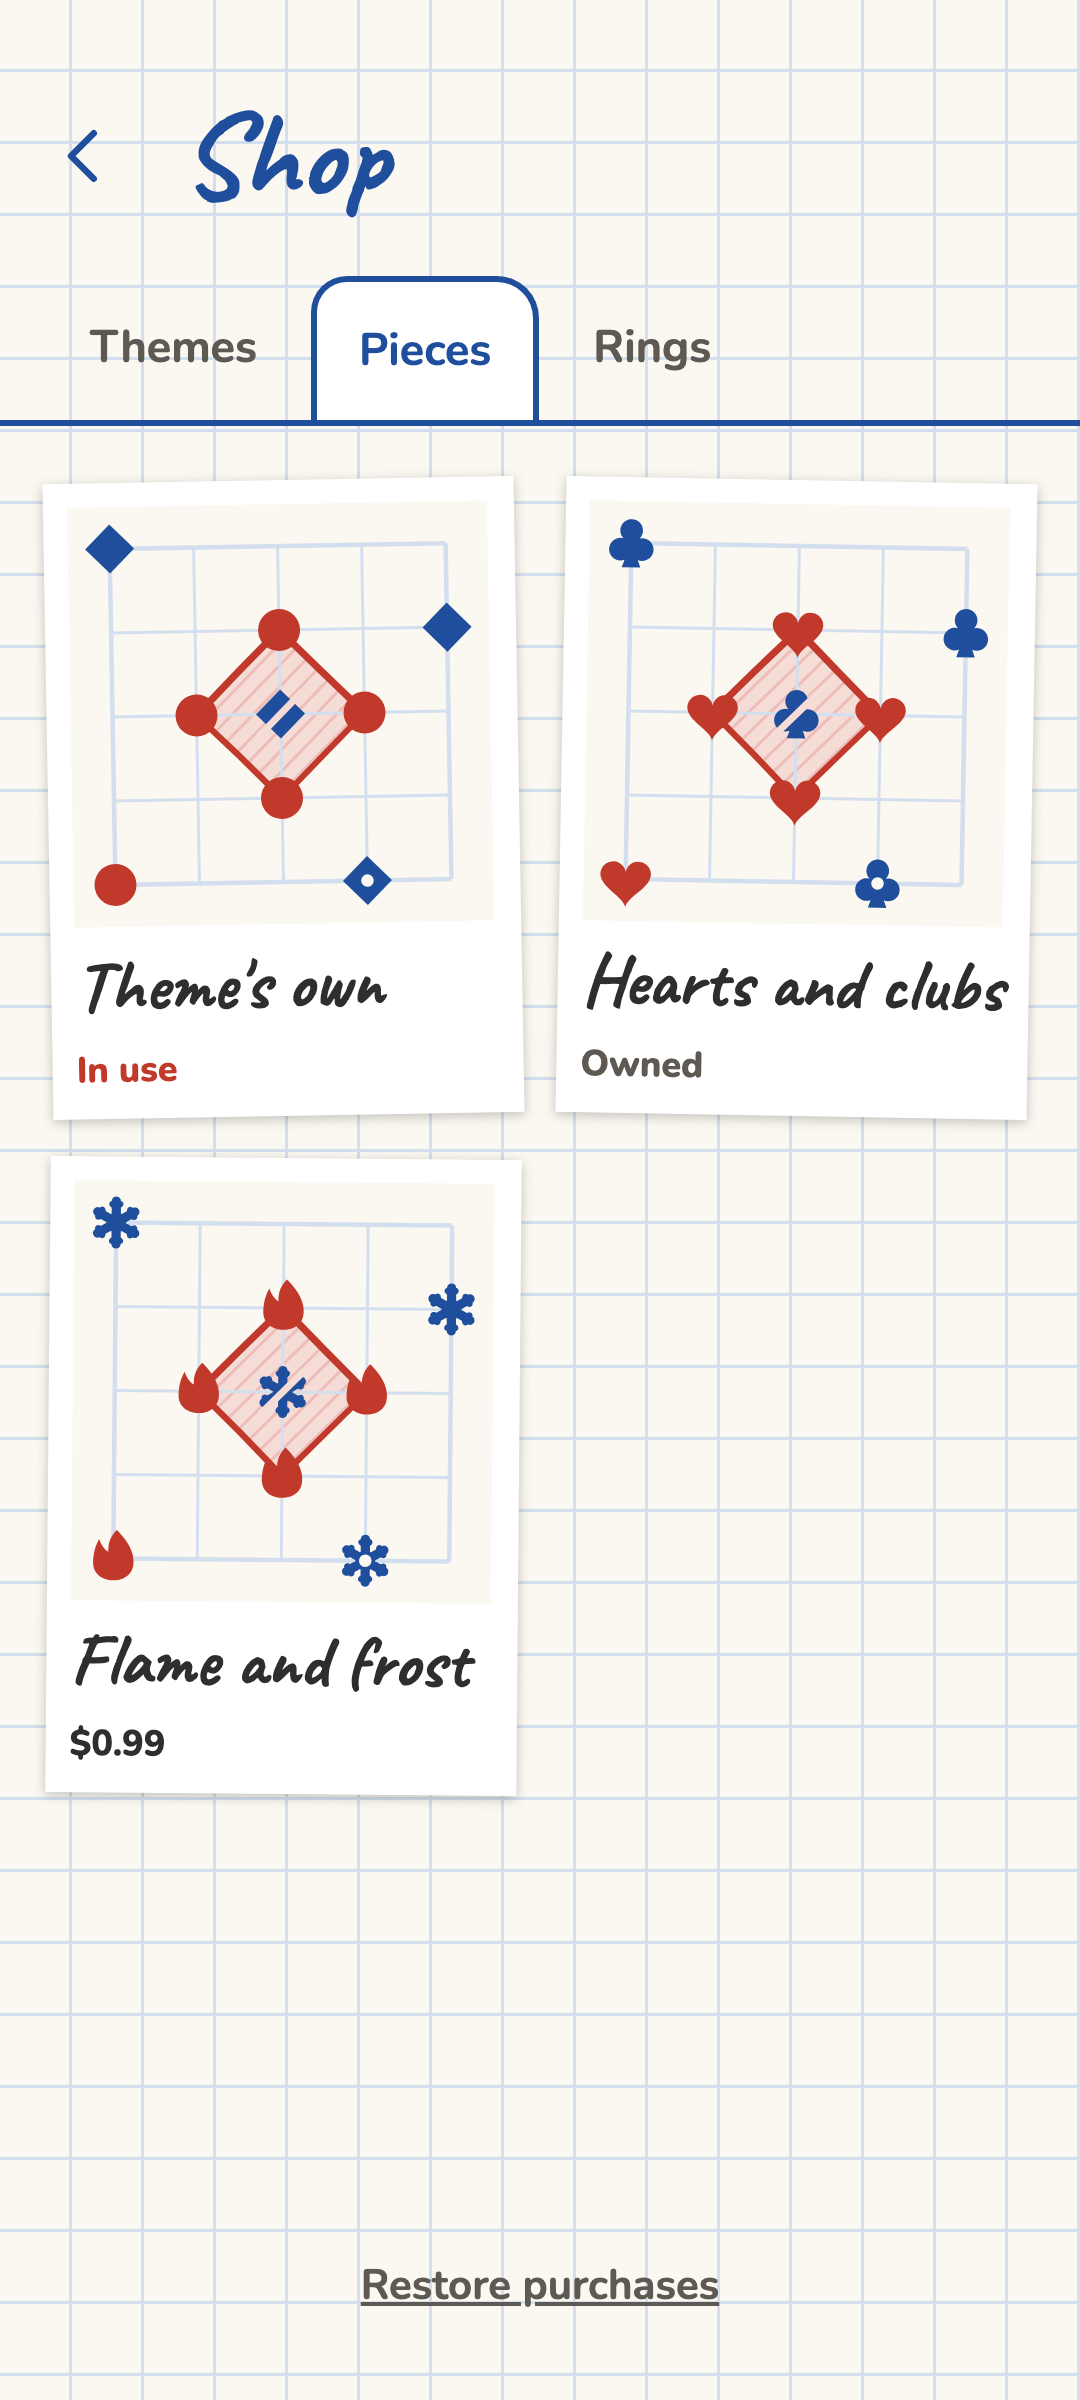 Shop
Themes
Pieces
Rings
Theme's own
In use
Hearts and clubs
Owned
Flame and frost
$0.99
Restore purchases